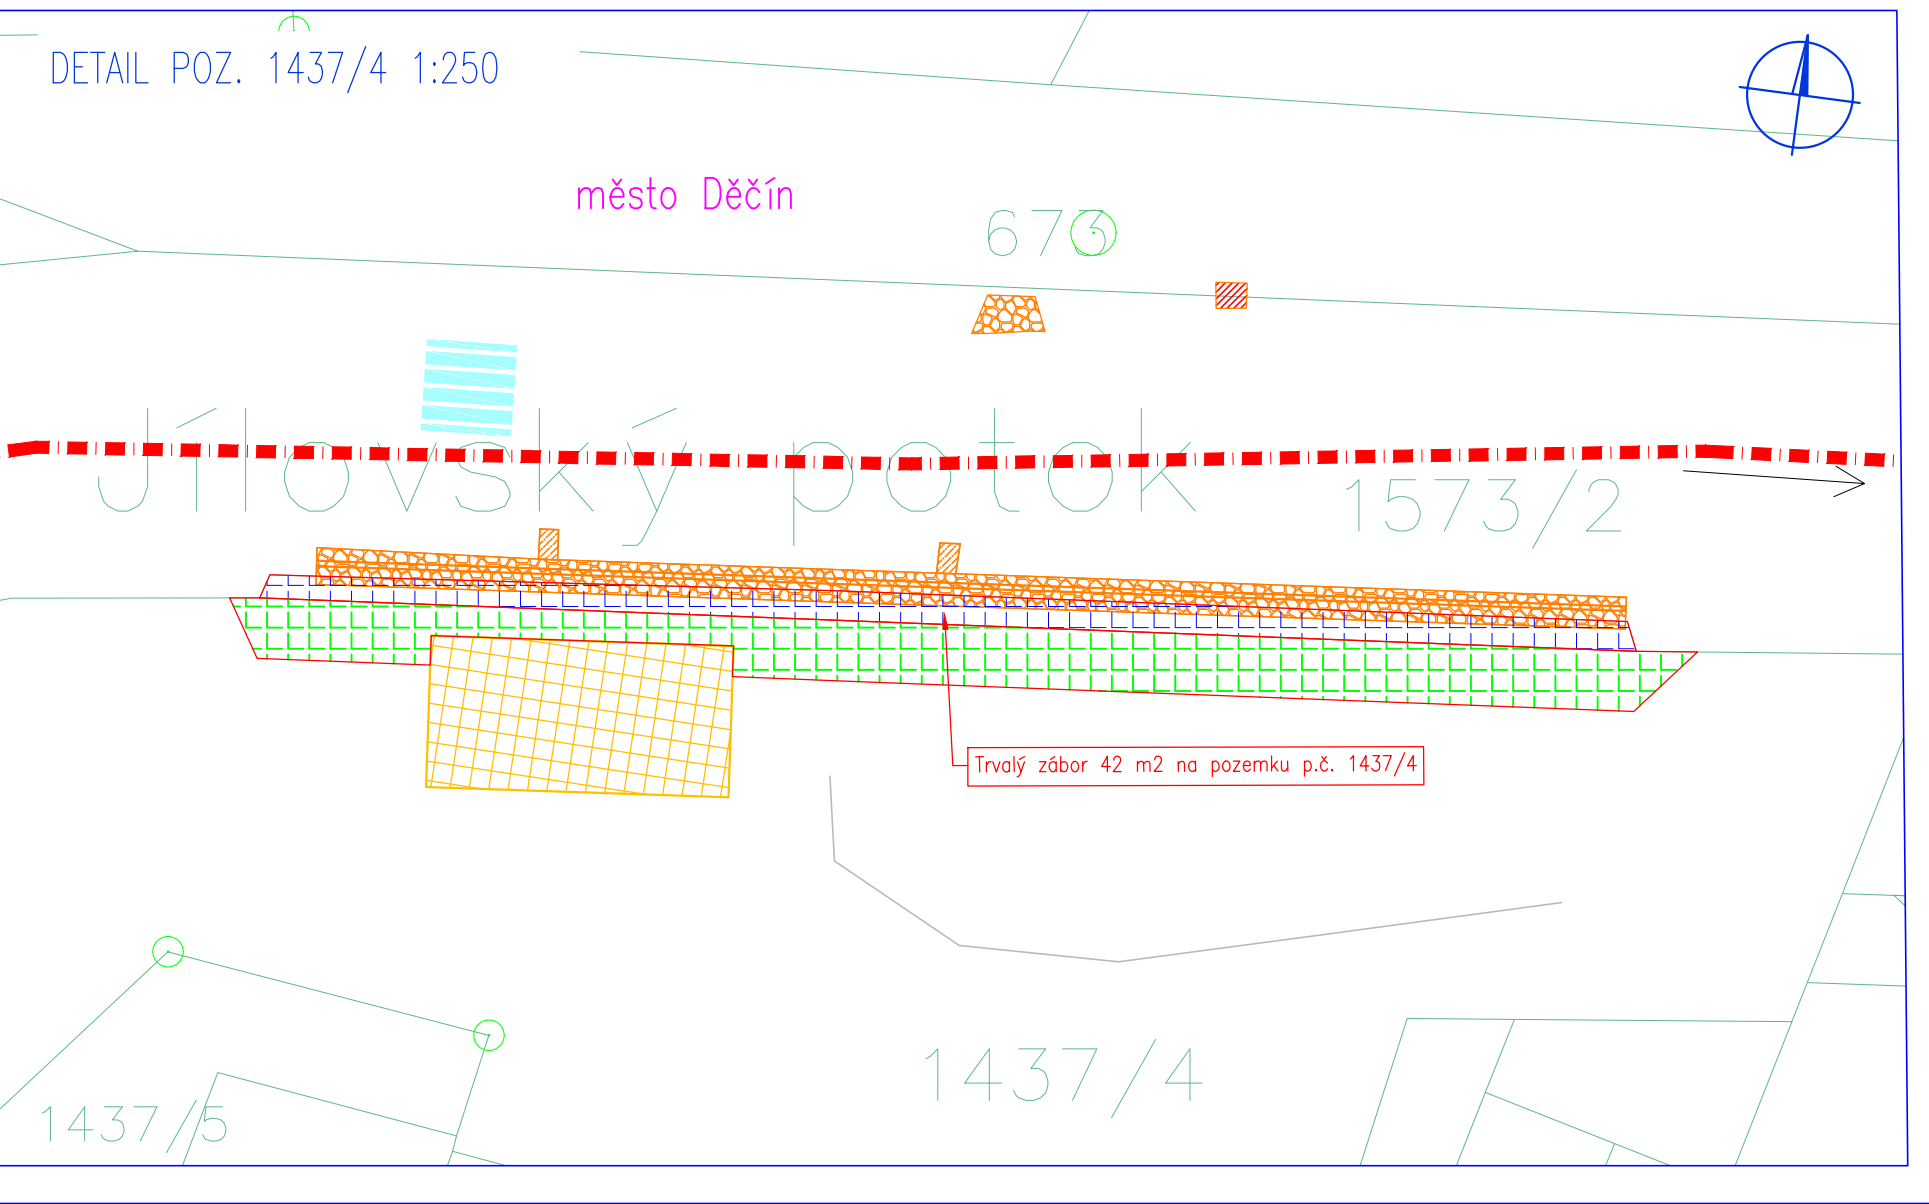 DETAIL POZ. 1437/4 1:250
město Děčín
673
Jílovský potok
1573/2
Trvalý zábor 42 m2 na pozemku p.č. 1437/4
1437/4
1437/5